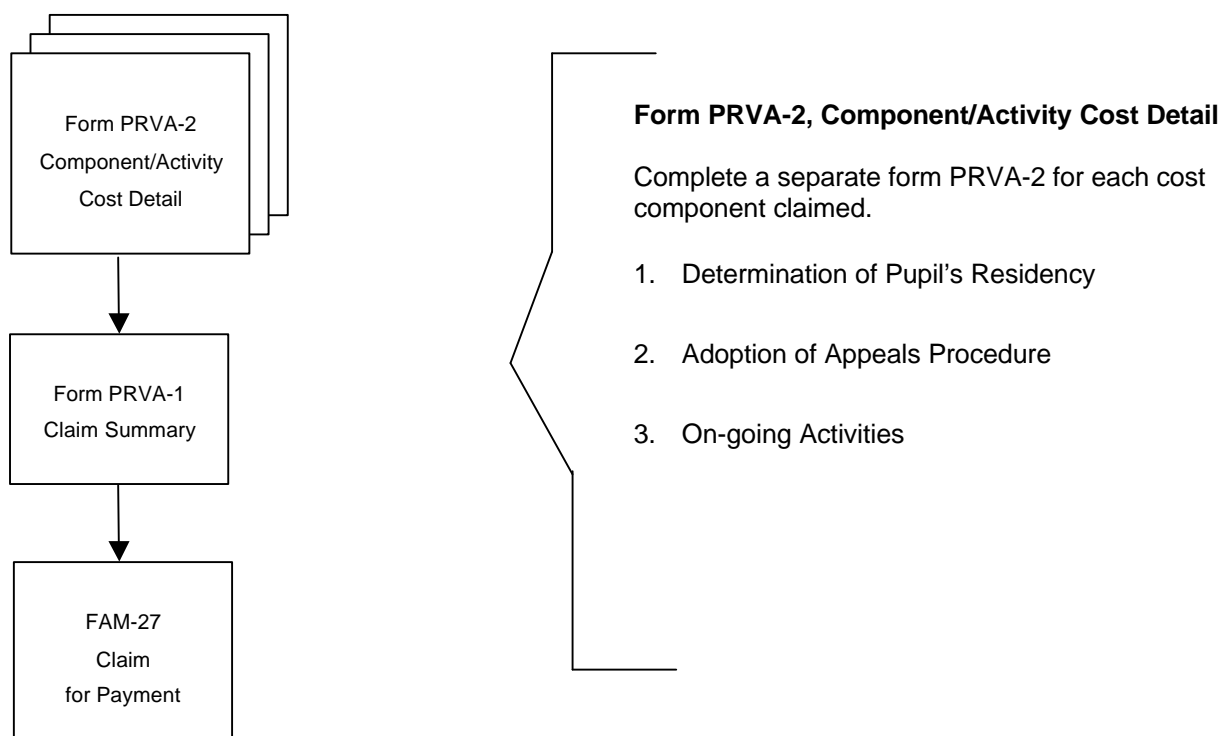 Form PRVA-2
Component/Activity
Cost Detail
Form PRVA-1
Claim Summary
FAM-27
Claim
for Payment
Form PRVA-2, Component/Activity Cost Detail
Complete a separate form PRVA-2 for each cost
component claimed.
1. Determination of Pupil’s Residency
2. Adoption of Appeals Procedure
3. On-going Activities